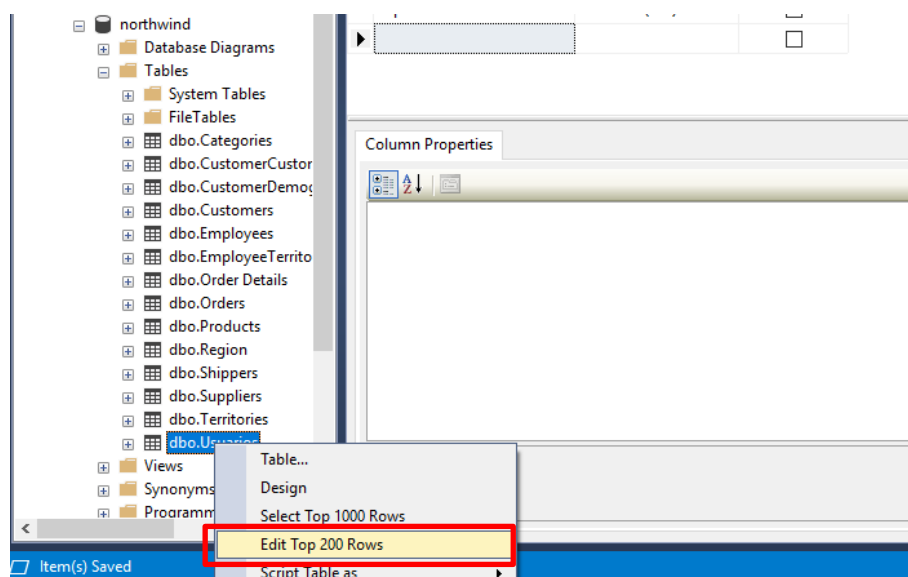 northwind
Database Diagrams
Tables
System Tables
FileTables
dbo.Categories
dbo.CustomerCustor
dbo.CustomerDemog
dbo.Customers
dbo.Employees
dbo.EmployeeTerrito
dbo.Order Details
dbo.Orders
dbo.Products
dbo.Region
dbo.Shippers
dbo.Suppliers
dbo.Territories
dbo.Usuarios
Views
Synonyms
Programm
Column Properties
Table...
Design
Select Top 1000 Rows
Edit Top 200 Rows
Script Table as
Item(s) Saved